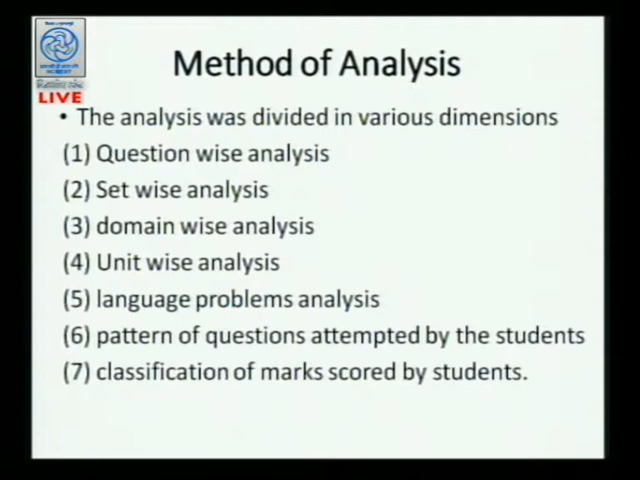 Method of Analysis
LIVE
• The analysis was divided in various dimensions
(1) Question wise analysis
(2) Set wise analysis
(3) domain wise analysis
(4) Unit wise analysis
(5) language problems analysis
(6) pattern of questions attempted by the students
(7) classification of marks scored by students.